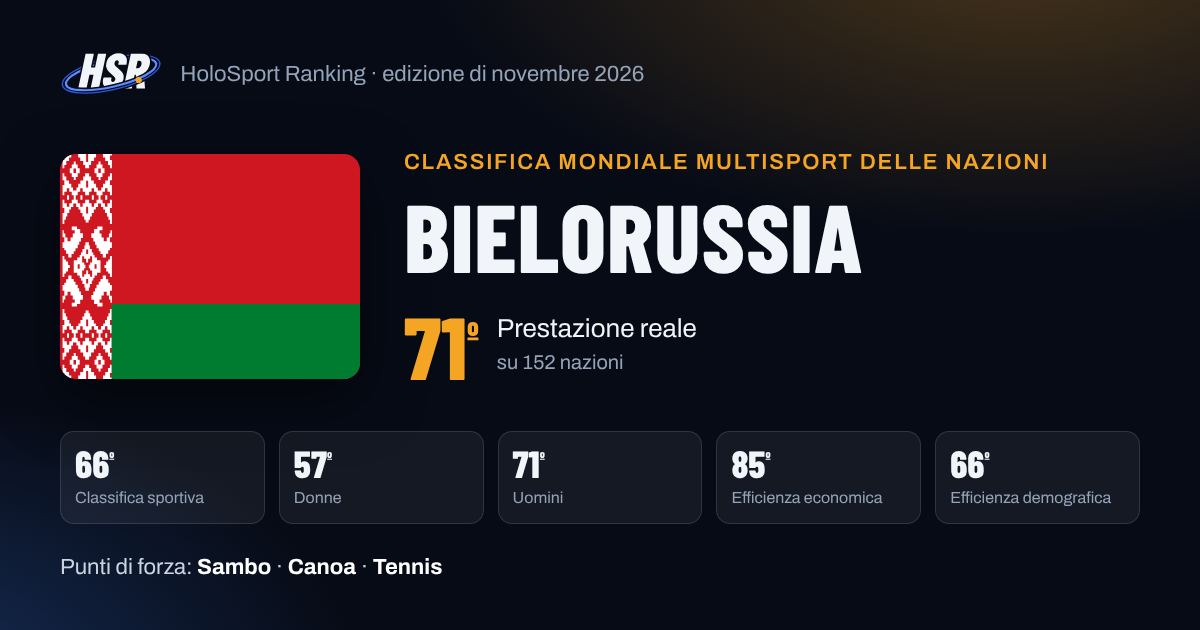 HSR HoloSport Ranking · edizione di novembre 2026
CLASSIFICA MONDIALE MULTISPORT DELLE NAZIONI
BIELORUSSIA
71º Prestazione reale
su 152 nazioni
66º
Classifica sportiva
57º
Donne
71º
Uomini
85º
Efficienza economica
66º
Efficienza demografica
Punti di forza: Sambo · Canoa · Tennis